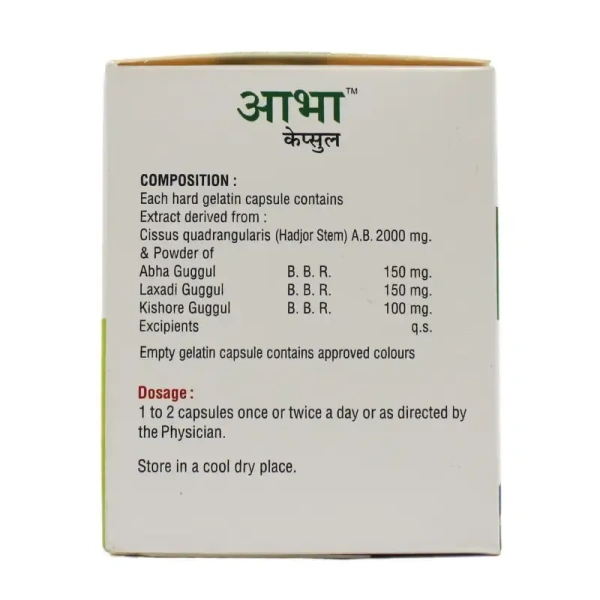 आभा™
केप्सुल
COMPOSITION :
Each hard gelatin capsule contains
Extract derived from :
Cissus quadrangularis (Hadjor Stem) A.B. 2000 mg.
& Powder of
Abha Guggul B. B. R. 150 mg.
Laxadi Guggul B. B. R. 150 mg.
Kishore Guggul B. B. R. 100 mg.
Excipients q.s.
Empty gelatin capsule contains approved colours
Dosage :
1 to 2 capsules once or twice a day or as directed by
the Physician.
Store in a cool dry place.